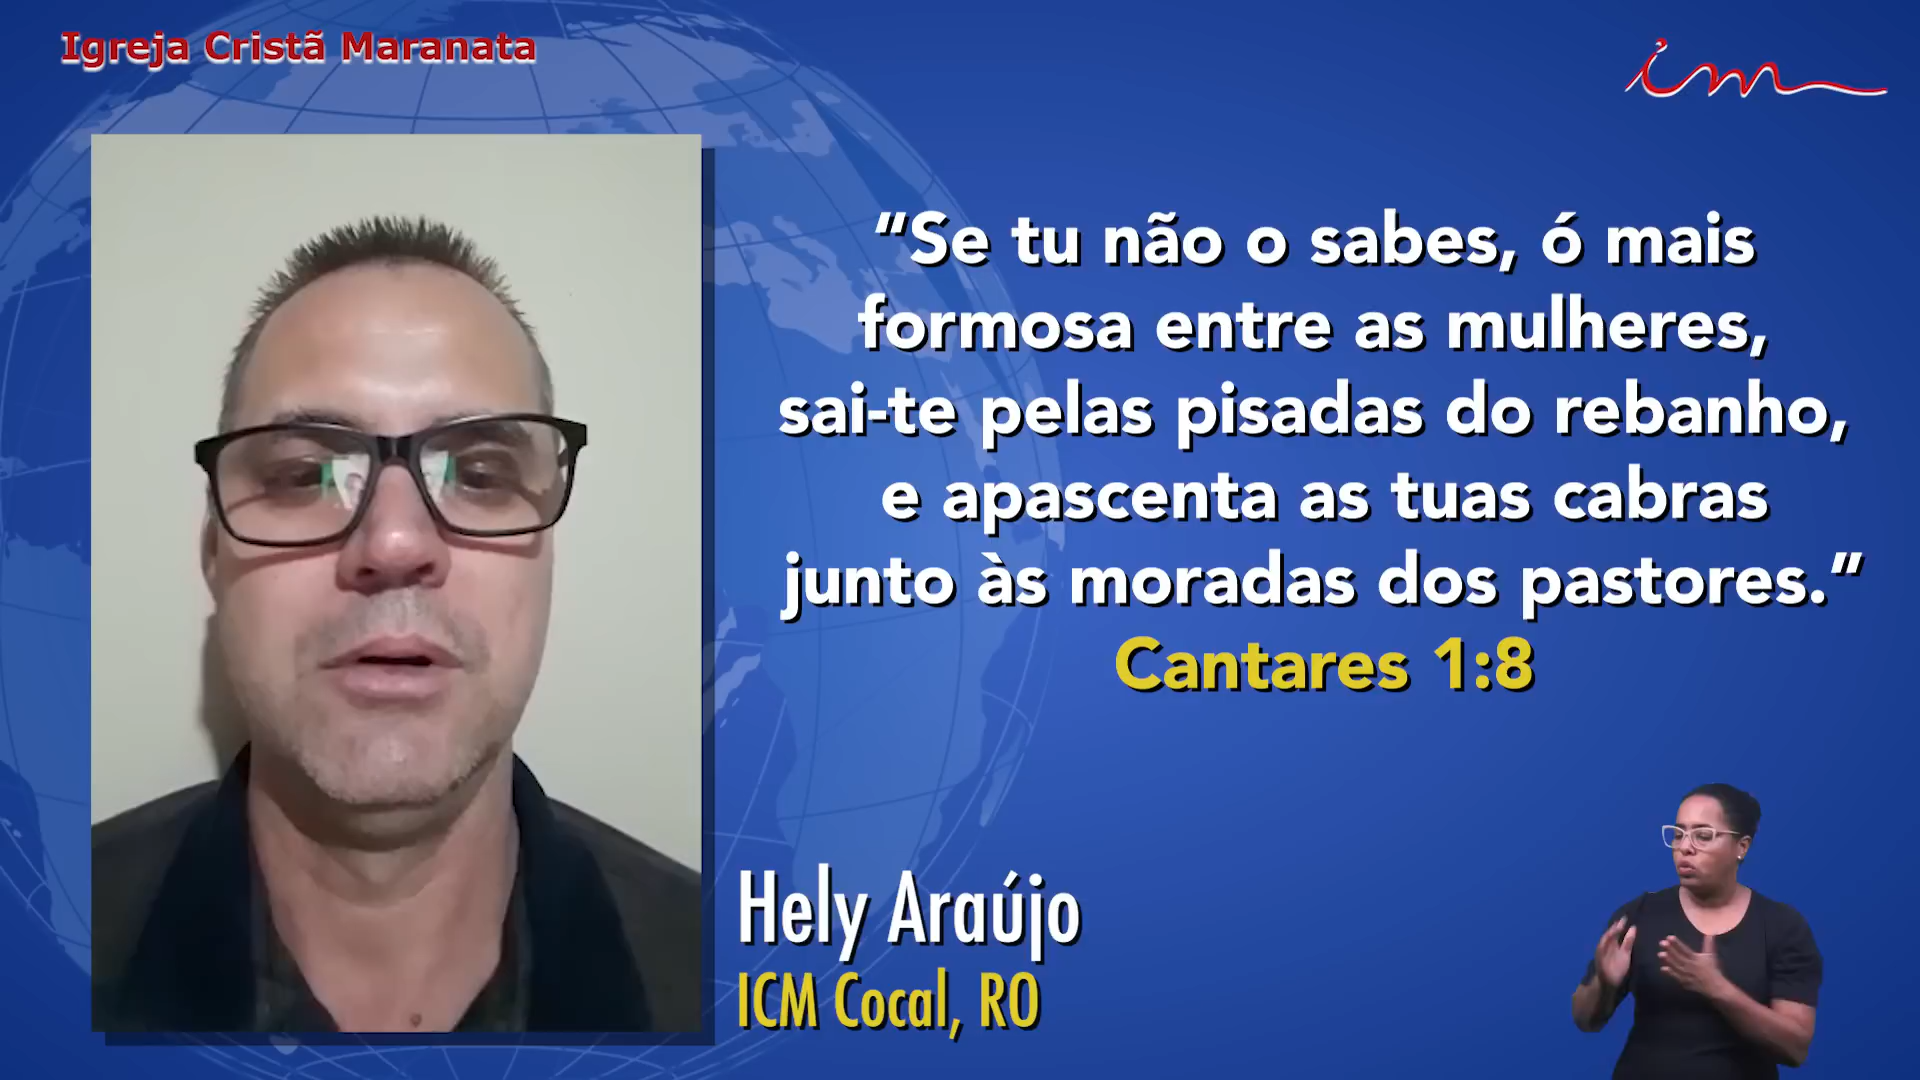 Igreja Cristã Maranata
im
“Se tu não o sabes, ó mais
formosa entre as mulheres,
sai-te pelas pisadas do rebanho,
e apascenta as tuas cabras
junto às moradas dos pastores.”
Cantares 1:8
Hely Araújo
ICM Cocal, RO